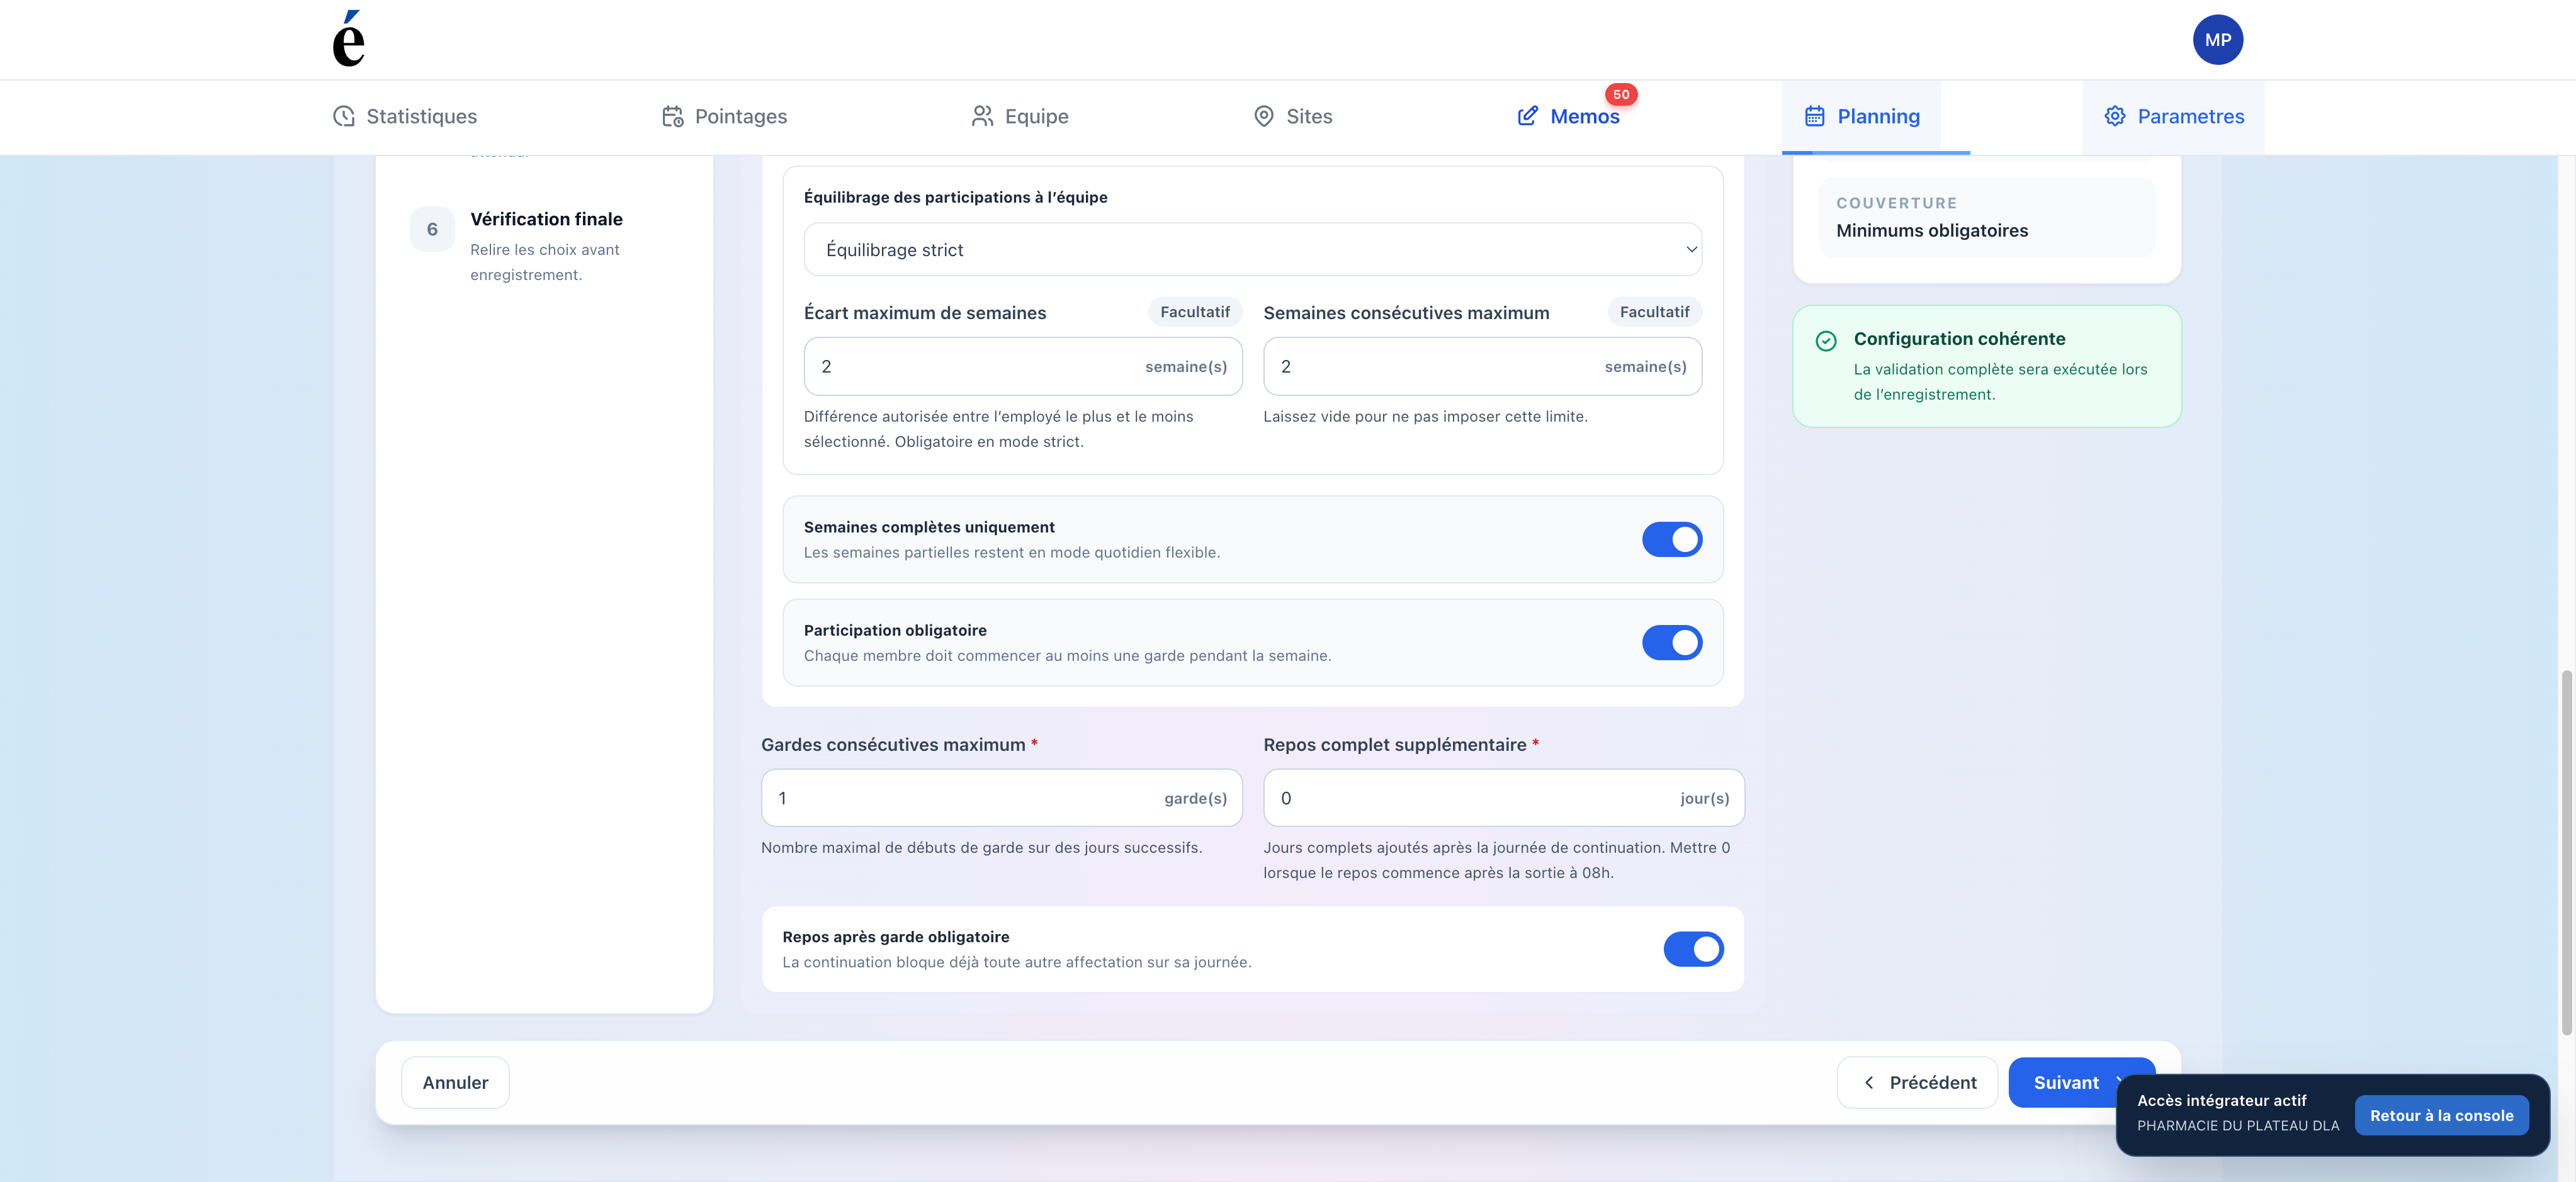 é
MP
Statistiques
Pointages
Equipe
Sites
Memos
50
Planning
Parametres
6
Vérification finale
Relire les choix avant
enregistrement.
Équilibrage des participations à l’équipe
Équilibrage strict
Écart maximum de semaines
Facultatif
2
semaine(s)
Différence autorisée entre l’employé le plus et le moins
sélectionné. Obligatoire en mode strict.
Semaines consécutives maximum
Facultatif
2
semaine(s)
Laissez vide pour ne pas imposer cette limite.
Semaines complètes uniquement
Les semaines partielles restent en mode quotidien flexible.
Participation obligatoire
Chaque membre doit commencer au moins une garde pendant la semaine.
Gardes consécutives maximum *
1
garde(s)
Nombre maximal de débuts de garde sur des jours successifs.
Repos complet supplémentaire *
0
jour(s)
Jours complets ajoutés après la journée de continuation. Mettre 0
lorsque le repos commence après la sortie à 08h.
Repos après garde obligatoire
La continuation bloque déjà toute autre affectation sur sa journée.
COUVERTURE
Minimums obligatoires
Configuration cohérente
La validation complète sera exécutée lors
de l’enregistrement.
Annuler
Précédent
Suivant
Accès intégrateur actif
PHARMACIE DU PLATEAU DLA
Retour à la console